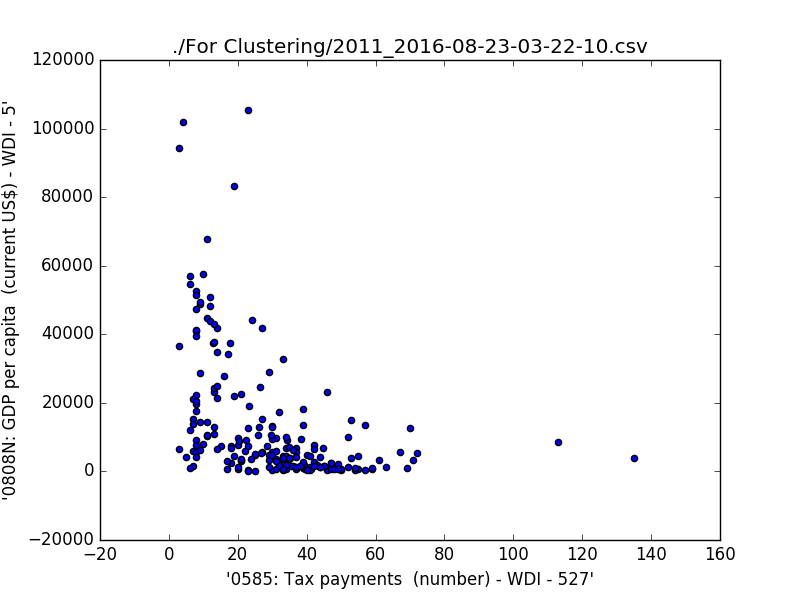 ./For Clustering/2011_2016-08-23-03-22-10.csv
120000
100000
80000
60000
40000
20000
0
−20000
'0808N: GDP per capita  (current US$) - WDI - 5'
−20 0 20 40 60 80 100 120 140 160
'0585: Tax payments  (number) - WDI - 527'